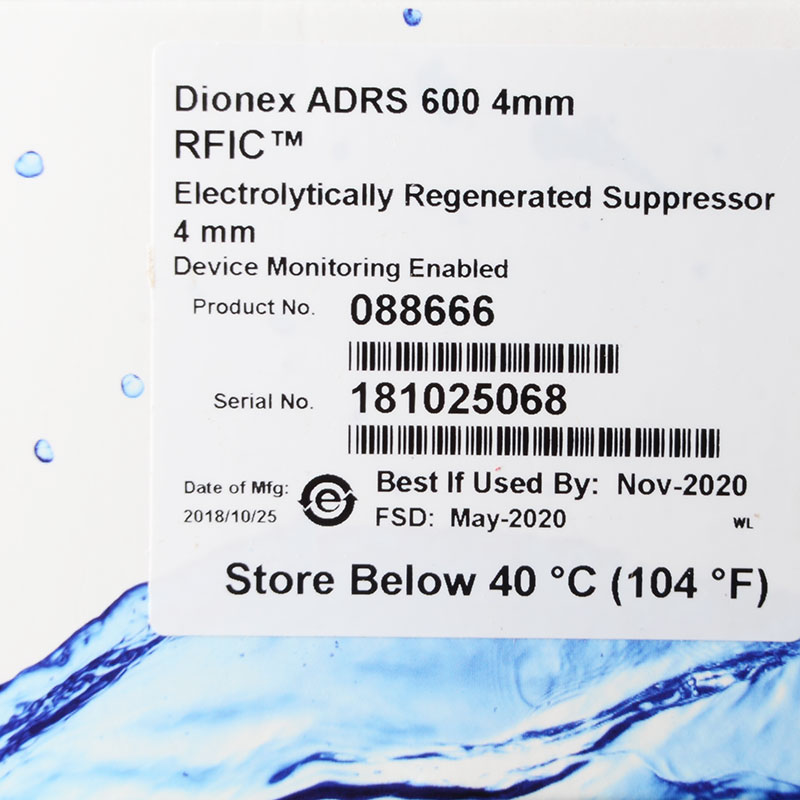 Dionex ADRS 600 4mm
RFIC™
Electrolytically Regenerated Suppressor
4 mm
Device Monitoring Enabled
Product No. 088666
Serial No. 181025068
Date of Mfg: Best If Used By: Nov-2020
2018/10/25 e FSD: May-2020 WL
Store Below 40 °C (104 °F)